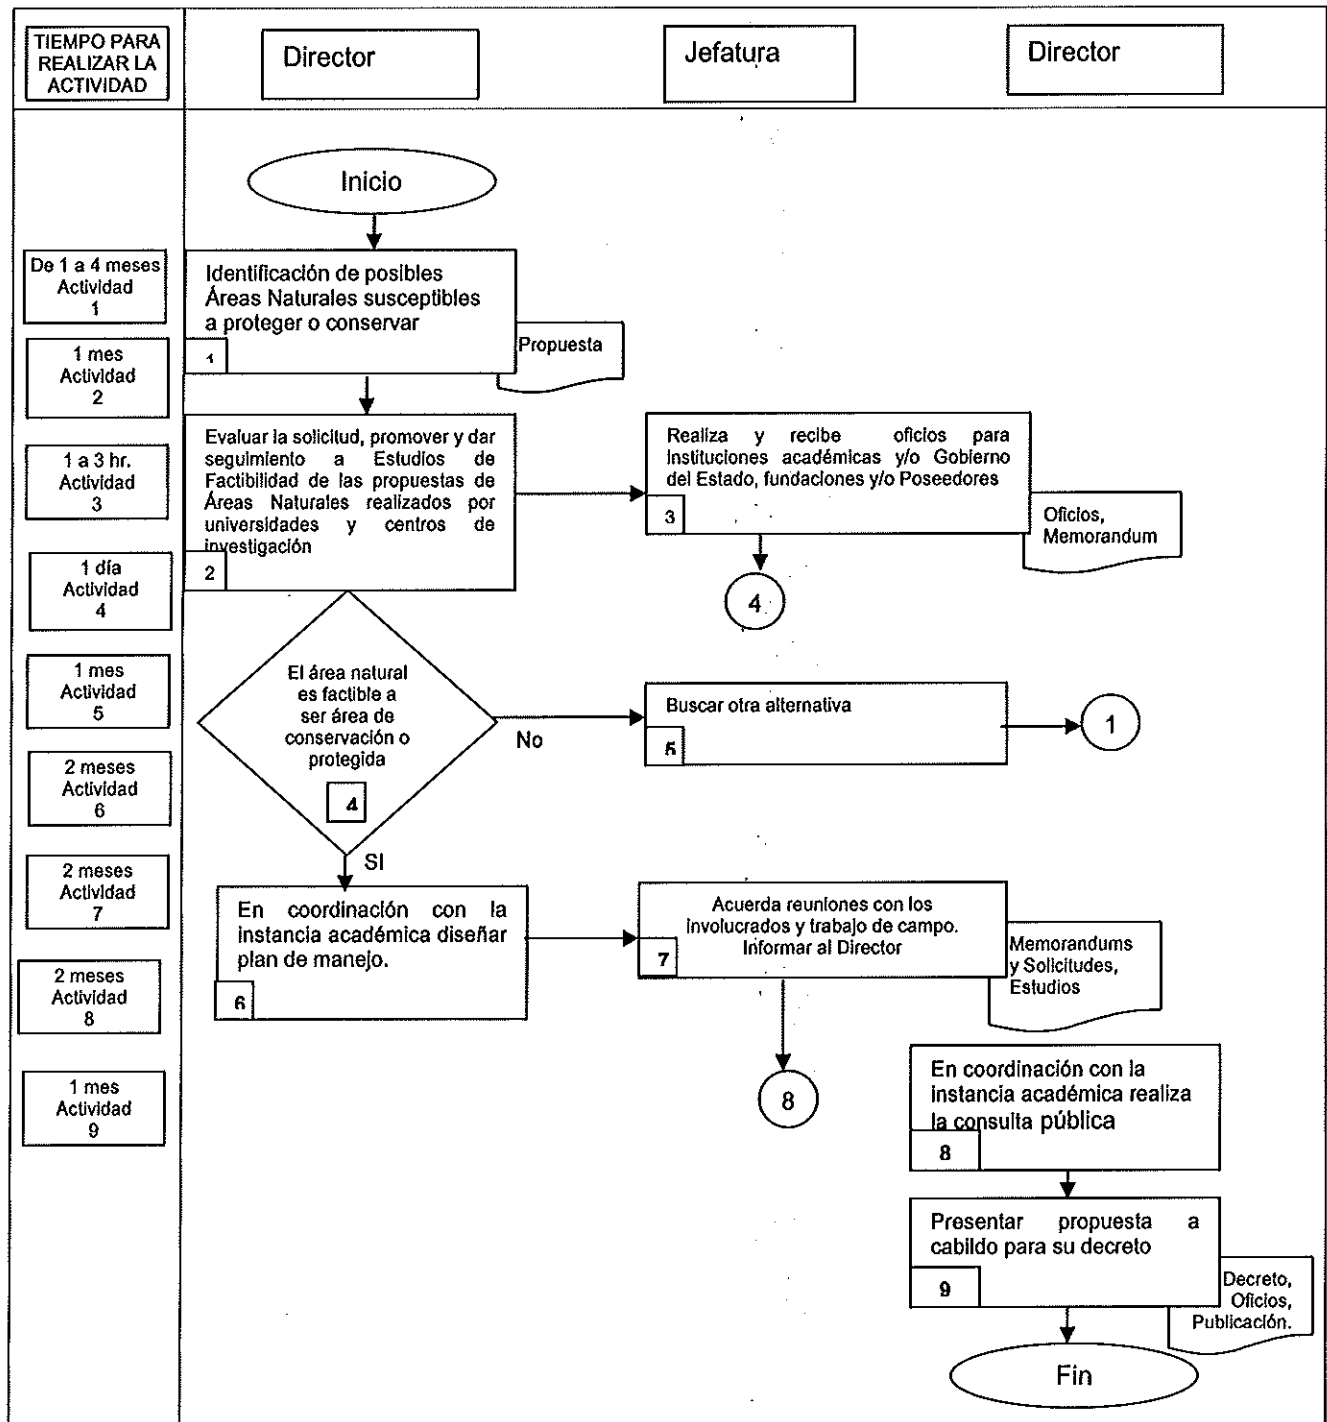 TIEMPO PARA
REALIZAR LA
ACTIVIDAD
Director
Jefatura
Director
Inicio
De 1 a 4 meses
Actividad
1
Identificación de posibles
Áreas Naturales susceptibles
a proteger o conservar
1
Propuesta
1 mes
Actividad
2
Evaluar la solicitud, promover y dar
seguimiento a Estudios de
Factibilidad de las propuestas de
Áreas Naturales realizados por
universidades y centros de
investigación
2
Realiza y recibe oficios para
Instituciones académicas y/o Gobierno
del Estado, fundaciones y/o Poseedores
3
Oficios,
Memorandum
1 a 3 hr.
Actividad
3
4
1 día
Actividad
4
El área natural
es factible a
ser área de
conservación o
protegida
4
No
Buscar otra alternativa
5
1
1 mes
Actividad
5
2 meses
Actividad
6
SI
2 meses
Actividad
7
En coordinación con la
instancia académica diseñar
plan de manejo.
6
Acuerda reuniones con los
involucrados y trabajo de campo.
Informar al Director
7
Memorandums
y Solicitudes,
Estudios
2 meses
Actividad
8
8
En coordinación con la
instancia académica realiza
la consulta pública
8
1 mes
Actividad
9
Presentar propuesta a
cabildo para su decreto
9
Decreto,
Oficios,
Publicación.
Fin